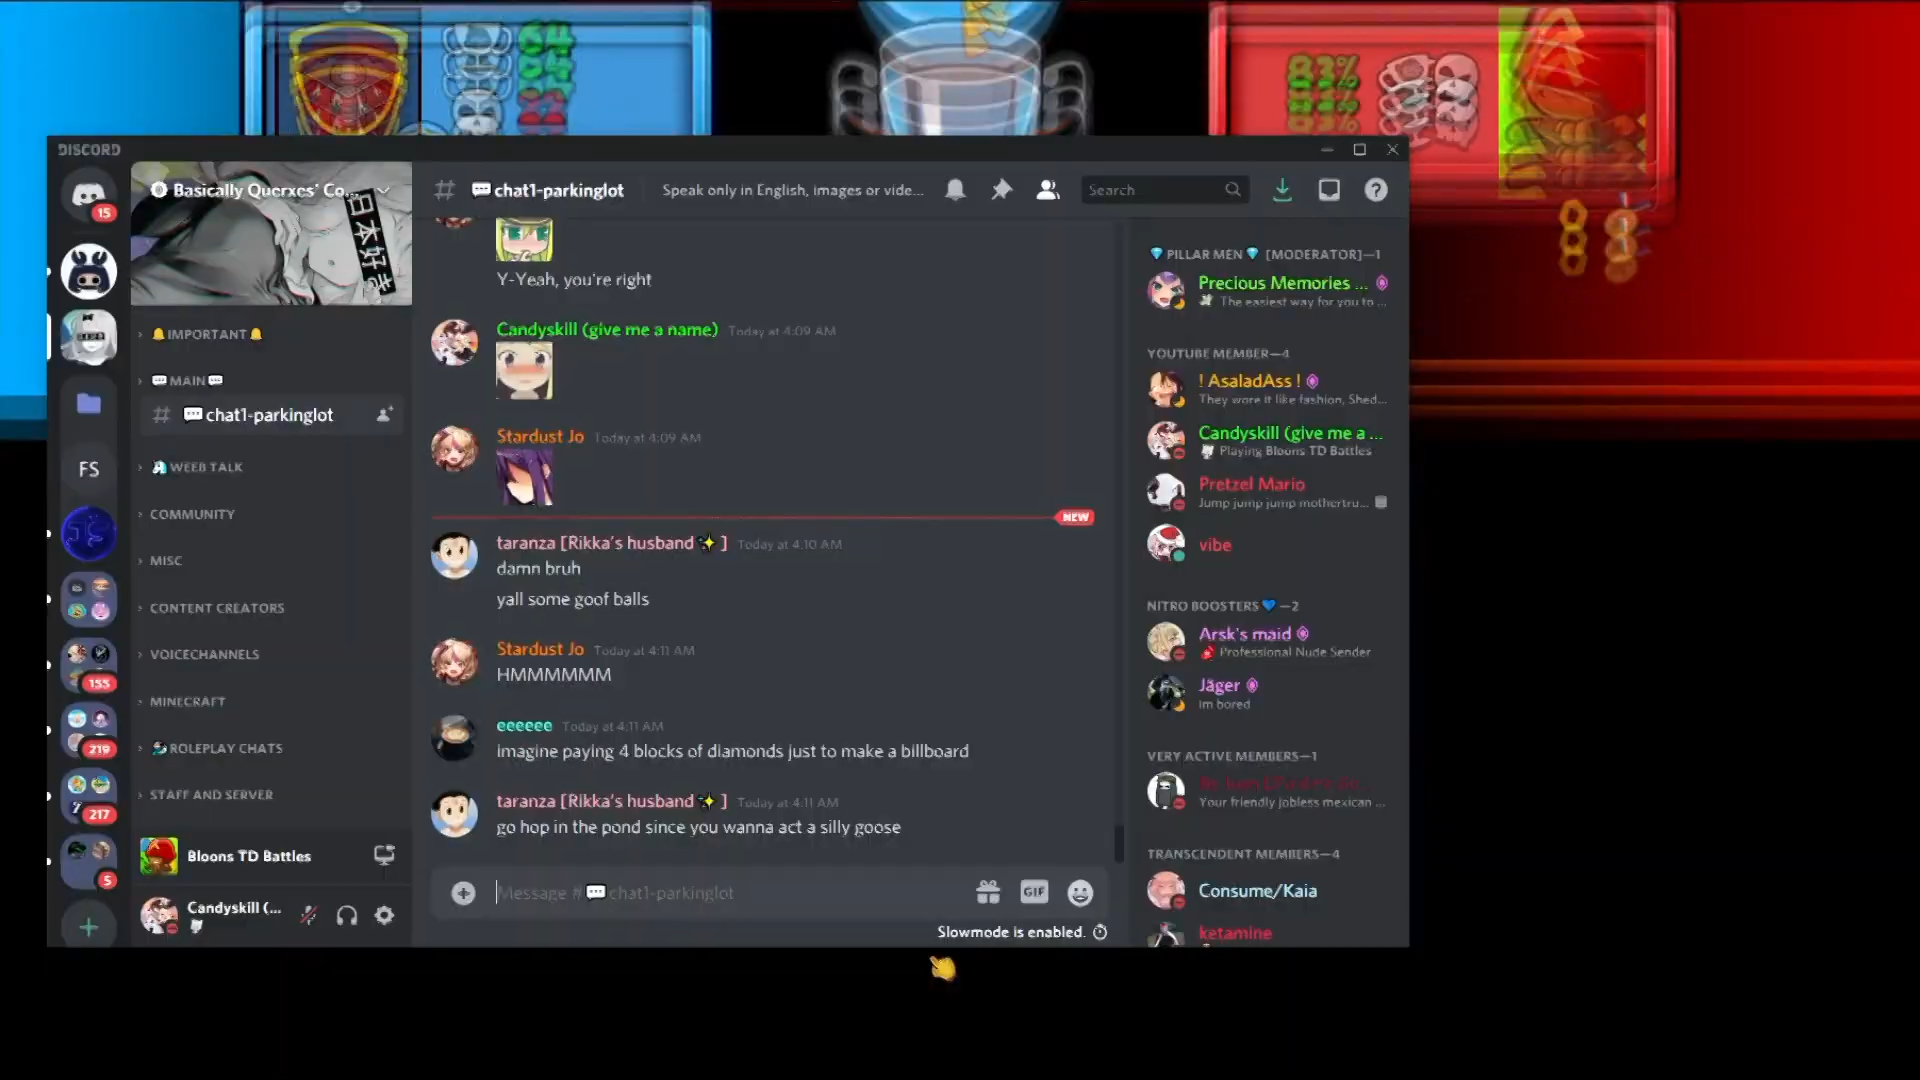 64
83%
83%
DISCORD
Basically Querxes' Co...
日本好き
chat1-parkinglot
Speak only in English, images or vide...
Search
15
IMPORTANT
MAIN
chat1-parkinglot
WEEB TALK
COMMUNITY
MISC
CONTENT CREATORS
VOICECHANNELS
MINECRAFT
ROLEPLAY CHATS
STAFF AND SERVER
FS
155
219
217
5
Bloons TD Battles
Candyskill (...
Y-Yeah, you're right
Candyskill (give me a name) Today at 4:09 AM
Stardust Jo Today at 4:09 AM
NEW
taranza [Rikka's husband ✨ ] Today at 4:10 AM
damn bruh
yall some goof balls
Stardust Jo Today at 4:11 AM
HMMMMMM
eeeeee Today at 4:11 AM
imagine paying 4 blocks of diamonds just to make a billboard
taranza [Rikka's husband ✨ ] Today at 4:11 AM
go hop in the pond since you wanna act a silly goose
Message # chat1-parkinglot
GIF
Slowmode is enabled.
PILLAR MEN [MODERATOR]—1
Precious Memories ...
The easiest way for you to ...
YOUTUBE MEMBER—4
! AsaladAss !
They wore it like fashion, Shed...
Candyskill (give me a ...
Playing Bloons TD Battles
Pretzel Mario
Jump jump jump mothertru...
vibe
NITRO BOOSTERS —2
Arsk's maid
Professional Nude Sender
Jäger
Im bored
VERY ACTIVE MEMBERS—1
Your friendly jobless mexican ...
TRANSCENDENT MEMBERS—4
Consume/Kaia
ketamine